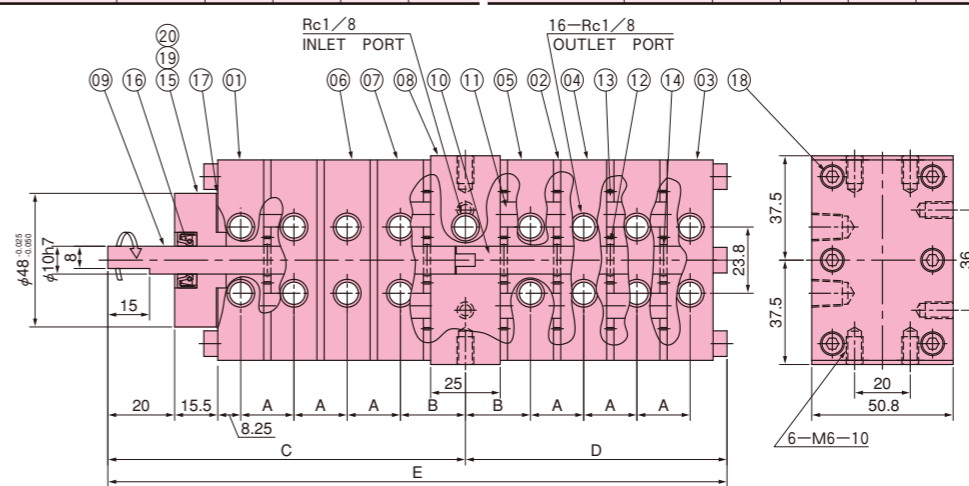 Rc1/8
INLET PORT
16-Rc1/8
OUTLET PORT
20
19
09 16 15 17 01 06 07 08 10 11 05 02 04 13 12 14 03 18
φ48 -0.025 -0.050
φ10h7
8
15
23.8
37.5
37.5
36
25
20
15.5
8.25
A
A
A
B
B
A
A
A
C
D
E
20
50.8
6-M6-10